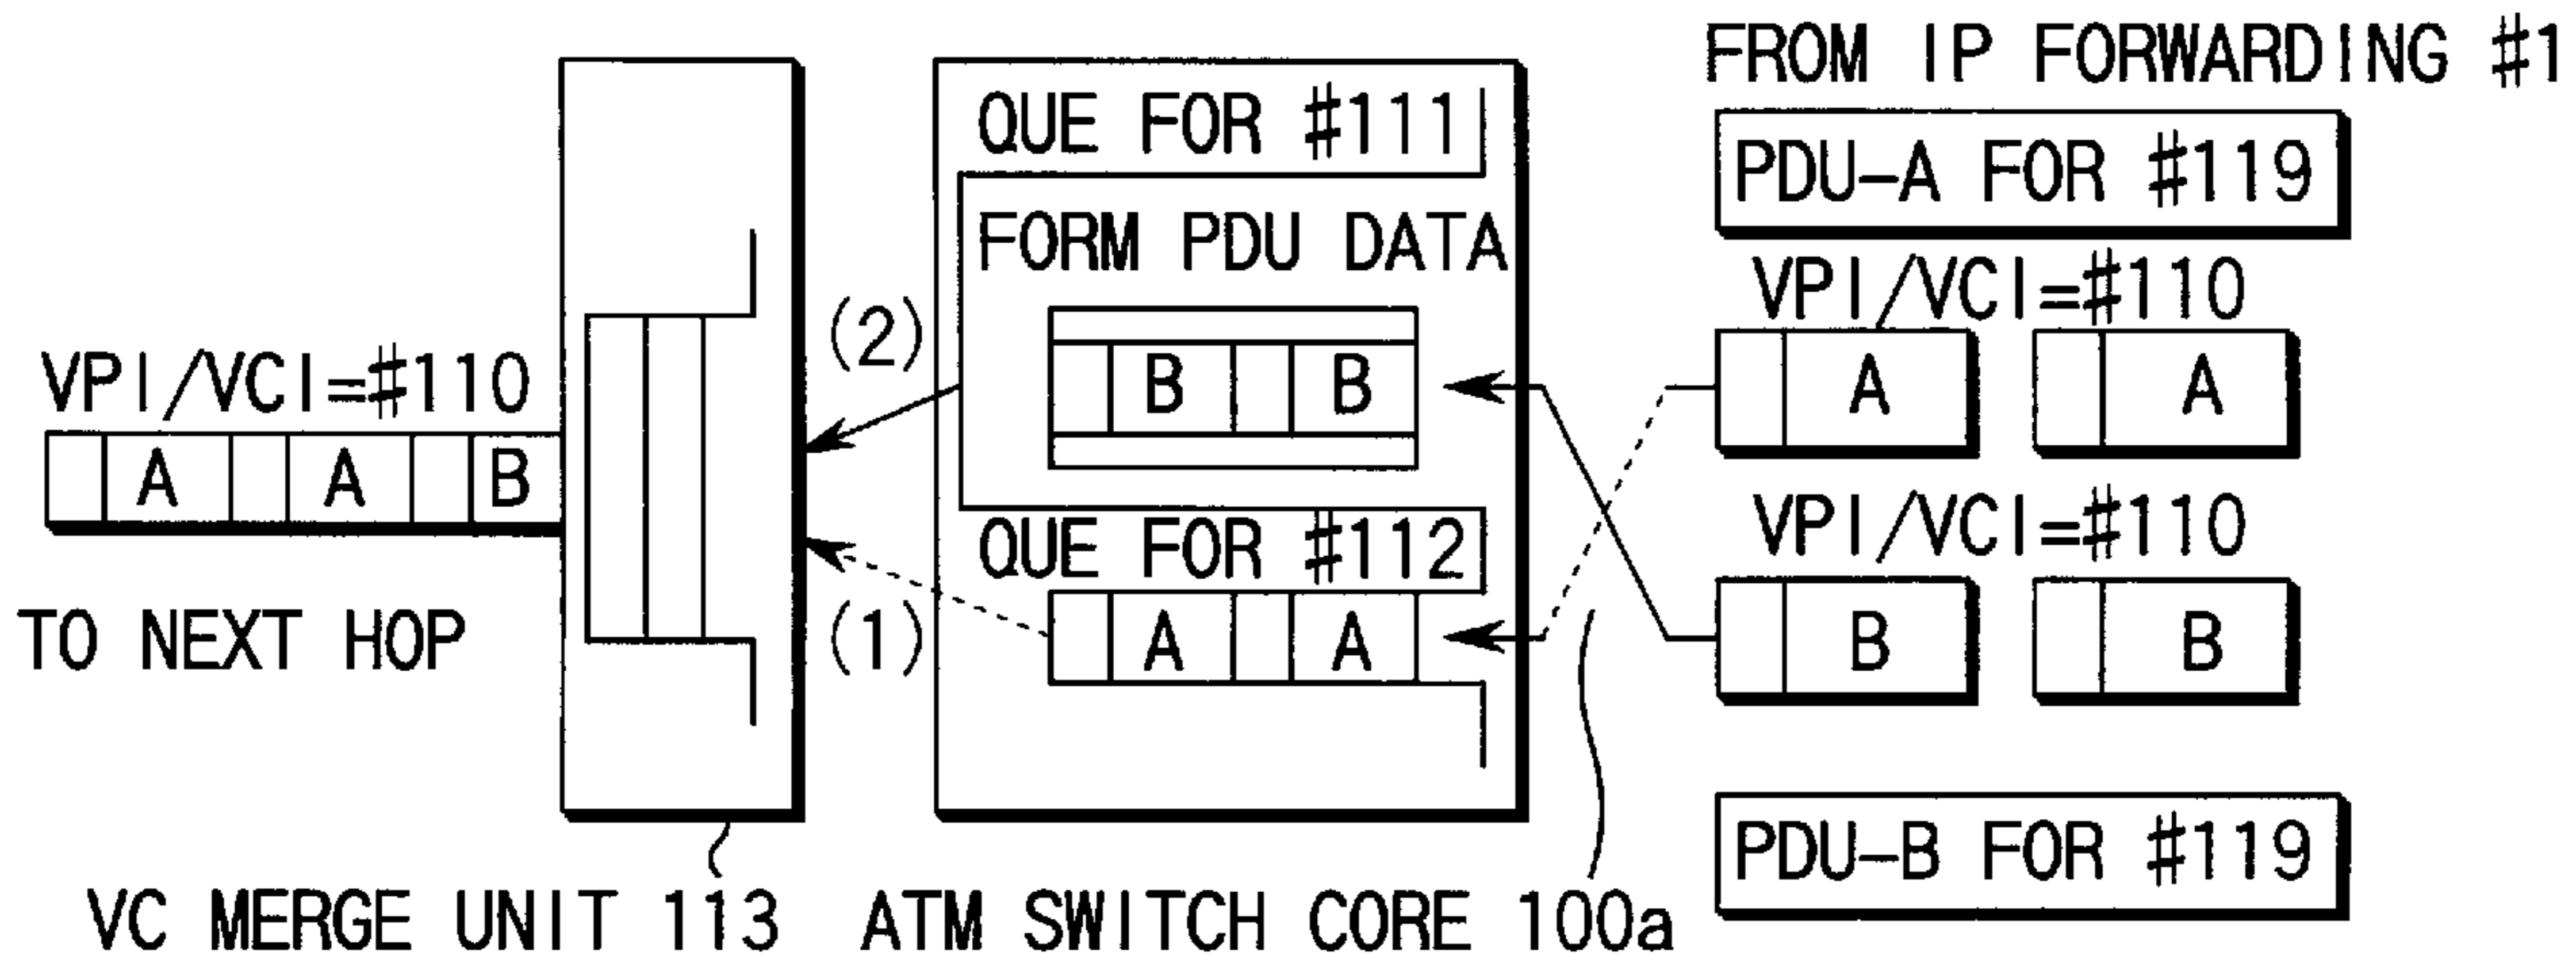 FROM IP FORWARDING #1
QUE FOR #111
PDU-A FOR #119
FORM PDU DATA
VPI/VCI=#110
(2)
VPI/VCI=#110
B B
A A
A A B
VPI/VCI=#110
QUE FOR #112
TO NEXT HOP
(1)
A A
B B
PDU-B FOR #119
VC MERGE UNIT 113
ATM SWITCH CORE 100a